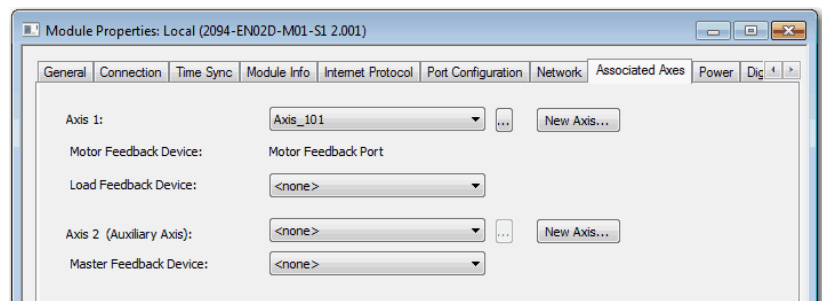 Module Properties: Local (2094-EN02D-M01-S1 2.001)
General Connection Time Sync Module Info Internet Protocol Port Configuration Network Associated Axes Power Dig
Axis 1: Axis_101 ... New Axis...
Motor Feedback Device: Motor Feedback Port
Load Feedback Device: <none>
Axis 2 (Auxiliary Axis): <none> ... New Axis...
Master Feedback Device: <none>